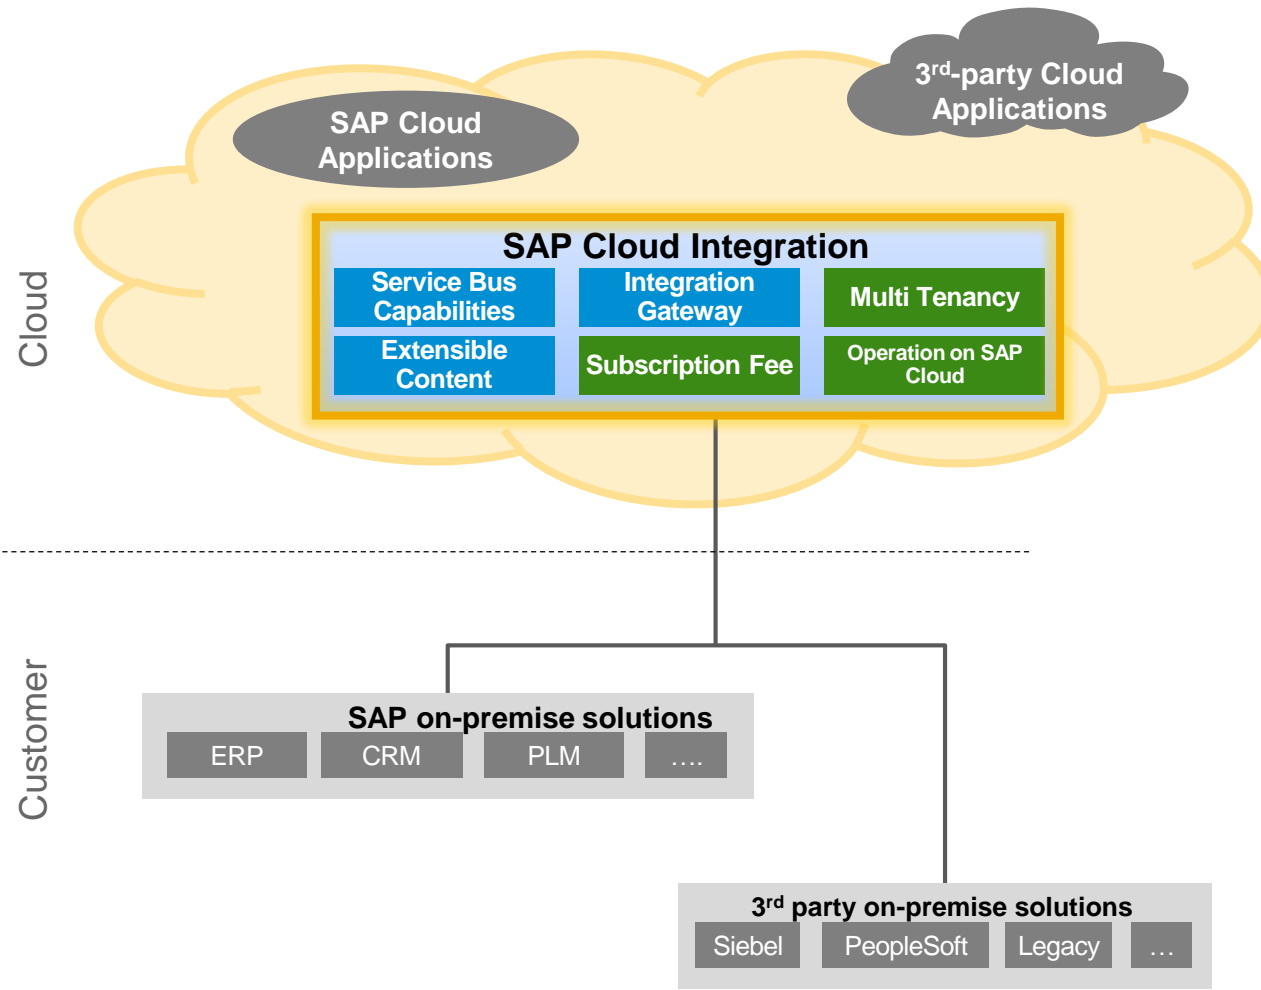 3rd-party Cloud
Applications
SAP Cloud
Applications
Cloud
SAP Cloud Integration
Service Bus
Capabilities
Integration
Gateway
Multi Tenancy
Extensible
Content
Subscription Fee
Operation on SAP
Cloud
Customer
SAP on-premise solutions
ERP
CRM
PLM
….
3rd party on-premise solutions
Siebel
PeopleSoft
Legacy
…